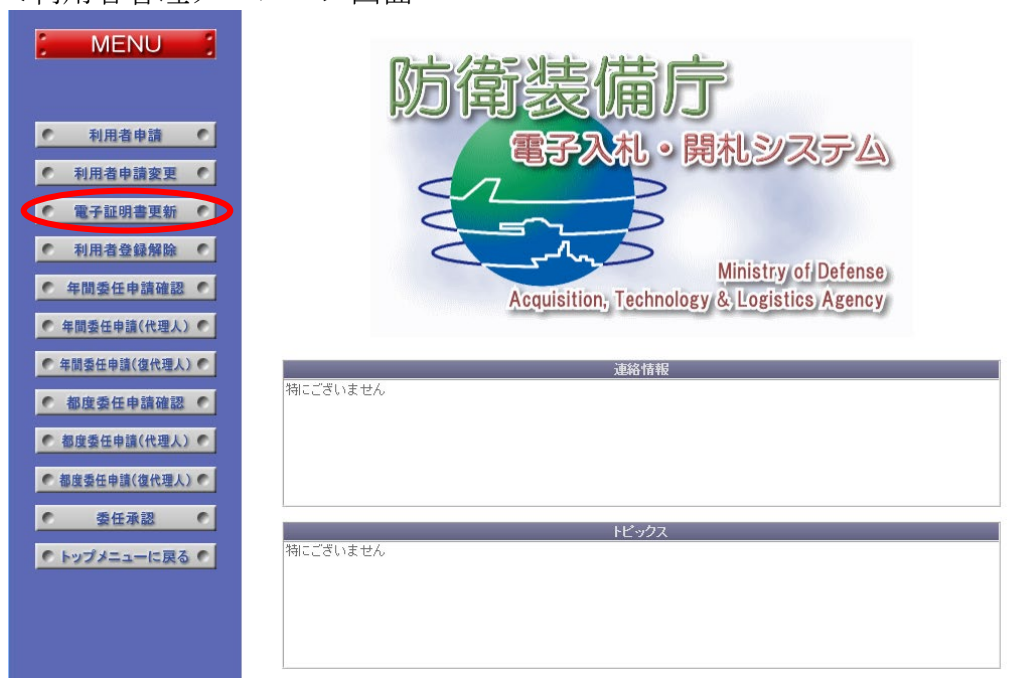 MENU
利用者申請
利用者申請変更
電子証明書更新
利用者登録解除
年間委任申請確認
年間委任申請(代理人)
年間委任申請(復代理人)
都度委任申請確認
都度委任申請(代理人)
都度委任申請(復代理人)
委任承認
トップメニューに戻る
防衛装備庁
電子入札・開札システム
Ministry of Defense
Acquisition, Technology & Logistics Agency
連絡情報
特にございません
トピックス
特にございません